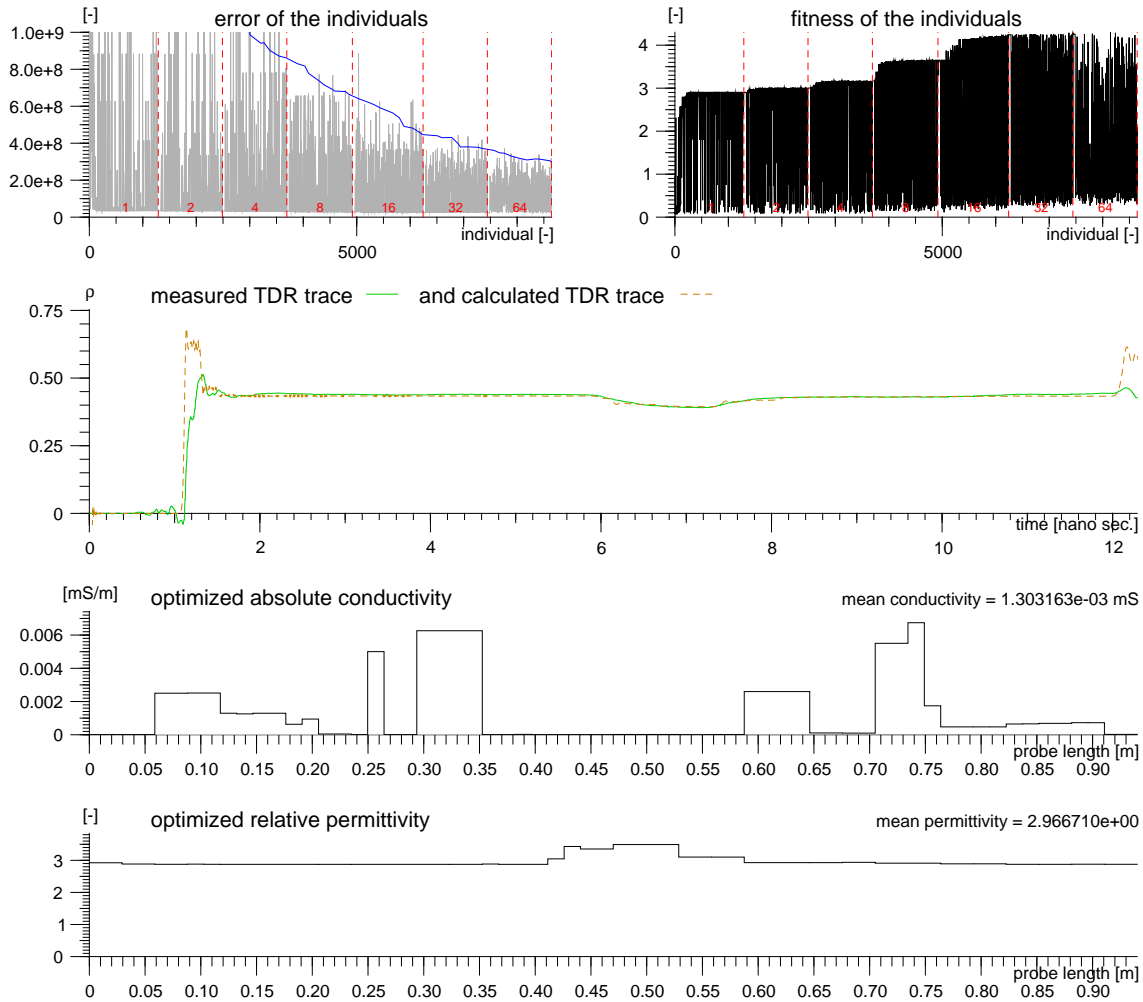 [-] error of the individuals
1.0e+9
8.0e+8
6.0e+8
4.0e+8
2.0e+8
0
1 2 4 8 16 32 64
individual [-]
0 5000
[-] fitness of the individuals
4
3
2
1
0
1 2 4 8 16 32 64
individual [-]
0 5000
ρ measured TDR trace and calculated TDR trace
0.75
0.50
0.25
0
time [nano sec.]
0 2 4 6 8 10 12
[mS/m] optimized absolute conductivity mean conductivity = 1.303163e-03 mS
0.006
0.004
0.002
0
probe length [m]
0 0.05 0.10 0.15 0.20 0.25 0.30 0.35 0.40 0.45 0.50 0.55 0.60 0.65 0.70 0.75 0.80 0.85 0.90
[-] optimized relative permittivity mean permittivity = 2.966710e+00
3
2
1
0
probe length [m]
0 0.05 0.10 0.15 0.20 0.25 0.30 0.35 0.40 0.45 0.50 0.55 0.60 0.65 0.70 0.75 0.80 0.85 0.90